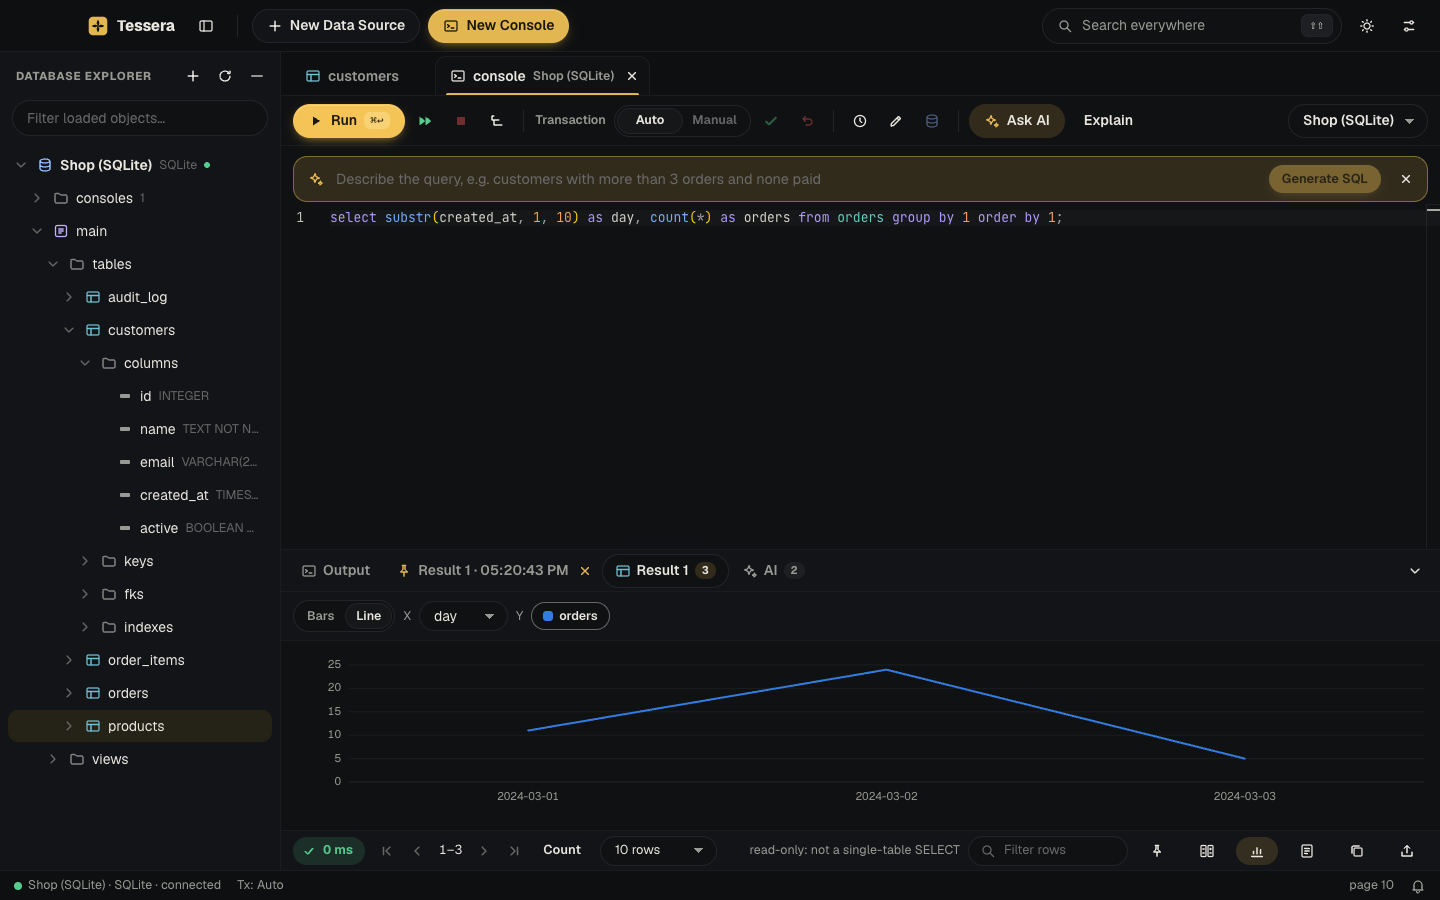 Tessera
New Data Source
New Console
Search everywhere
⇧⇧
DATABASE EXPLORER
Filter loaded objects…
Shop (SQLite) SQLite
consoles 1
main
tables
audit_log
customers
columns
id INTEGER
name TEXT NOT N…
email VARCHAR(2…
created_at TIMES…
active BOOLEAN …
keys
fks
indexes
order_items
orders
products
views
customers
console Shop (SQLite)
Run ⌘↩
Transaction Auto Manual
Ask AI
Explain
Shop (SQLite)
Describe the query, e.g. customers with more than 3 orders and none paid
Generate SQL
1 select substr(created_at, 1, 10) as day, count(*) as orders from orders group by 1 order by 1;
Output
Result 1 · 05:20:43 PM
Result 1 3
AI 2
Bars Line X day Y orders
25
20
15
10
5
0
2024-03-01 2024-03-02 2024-03-03
0 ms
1–3
Count
10 rows
read-only: not a single-table SELECT
Filter rows
Shop (SQLite) · SQLite · connected Tx: Auto
page 10